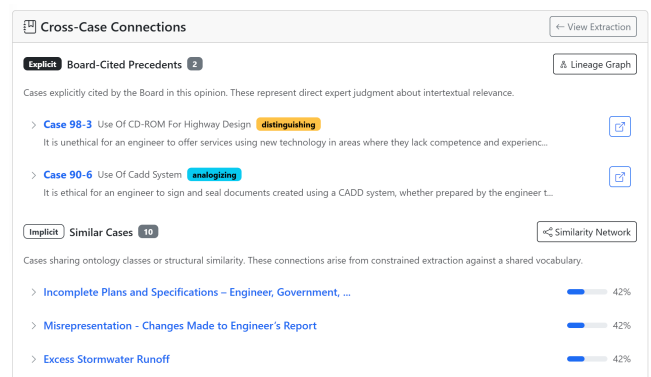 Cross-Case Connections
← View Extraction
Explicit Board-Cited Precedents 2
Lineage Graph
Cases explicitly cited by the Board in this opinion. These represent direct expert judgment about intertextual relevance.
Case 98-3 Use Of CD-ROM For Highway Design distinguishing
It is unethical for an engineer to offer services using new technology in areas where they lack competence and experienc...
Case 90-6 Use Of Cadd System analogizing
It is ethical for an engineer to sign and seal documents created using a CADD system, whether prepared by the engineer t...
Implicit Similar Cases 10
Similarity Network
Cases sharing ontology classes or structural similarity. These connections arise from constrained extraction against a shared vocabulary.
Incomplete Plans and Specifications – Engineer, Government, ...
42%
Misrepresentation - Changes Made to Engineer's Report
42%
Excess Stormwater Runoff
42%